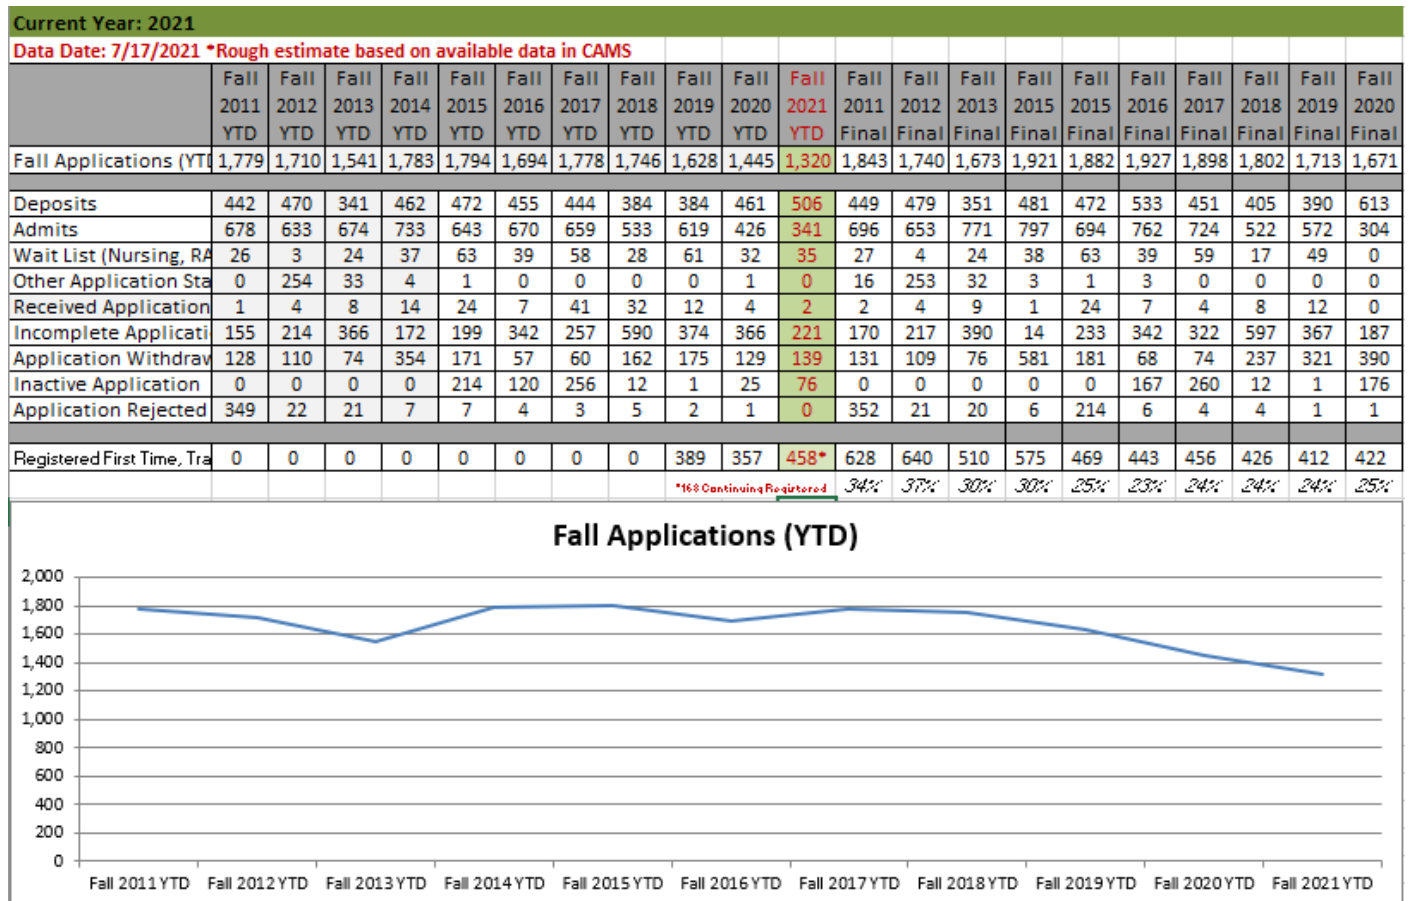 Current Year: 2021
Data Date: 7/17/2021 *Rough estimate based on available data in CAMS
Fall Fall Fall Fall Fall Fall Fall Fall Fall Fall Fall Fall Fall Fall Fall Fall Fall Fall Fall Fall Fall
2011 2012 2013 2014 2015 2016 2017 2018 2019 2020 2021 2011 2012 2013 2015 2015 2016 2017 2018 2019 2020
YTD YTD YTD YTD YTD YTD YTD YTD YTD YTD YTD Final Final Final Final Final Final Final Final Final Final
Fall Applications (YTD 1,779 1,710 1,541 1,783 1,794 1,694 1,778 1,746 1,628 1,445 1,320 1,843 1,740 1,673 1,921 1,882 1,927 1,898 1,802 1,713 1,671
Deposits 442 470 341 462 472 455 444 384 384 461 506 449 479 351 481 472 533 451 405 390 613
Admits 678 633 674 733 643 670 659 533 619 426 341 696 653 771 797 694 762 724 522 572 304
Wait List (Nursing, RA 26 3 24 37 63 39 58 28 61 32 35 27 4 24 38 63 39 59 17 49 0
Other Application Sta 0 254 33 4 1 0 0 0 0 1 0 16 253 32 3 1 3 0 0 0 0
Received Application 1 4 8 14 24 7 41 32 12 4 2 2 4 9 1 24 7 4 8 12 0
Incomplete Applicati 155 214 366 172 199 342 257 590 374 366 221 170 217 390 14 233 342 322 597 367 187
Application Withdraw 128 110 74 354 171 57 60 162 175 129 139 131 109 76 581 181 68 74 237 321 390
Inactive Application 0 0 0 0 214 120 256 12 1 25 76 0 0 0 0 0 167 260 12 1 176
Application Rejected 349 22 21 7 7 4 3 5 2 1 0 352 21 20 6 214 6 4 4 1 1
Registered First Time, Tra 0 0 0 0 0 0 0 0 389 357 458* 628 640 510 575 469 443 456 426 412 422
*168 Continuing Registered 34% 37% 30% 30% 25% 23% 24% 24% 24% 25%
Fall Applications (YTD)
2,000
1,800
1,600
1,400
1,200
1,000
800
600
400
200
0
Fall 2011 YTD Fall 2012 YTD Fall 2013 YTD Fall 2014 YTD Fall 2015 YTD Fall 2016 YTD Fall 2017 YTD Fall 2018 YTD Fall 2019 YTD Fall 2020 YTD Fall 2021 YTD